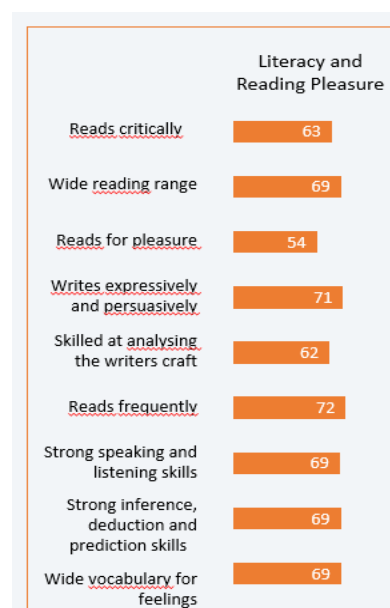 Literacy and
Reading Pleasure
Reads critically
63
Wide reading range
69
Reads for pleasure
54
Writes expressively
and persuasively
71
Skilled at analysing
the writers craft
62
Reads frequently
72
Strong speaking and
listening skills
69
Strong inference,
deduction and
prediction skills
69
Wide vocabulary for
feelings
69